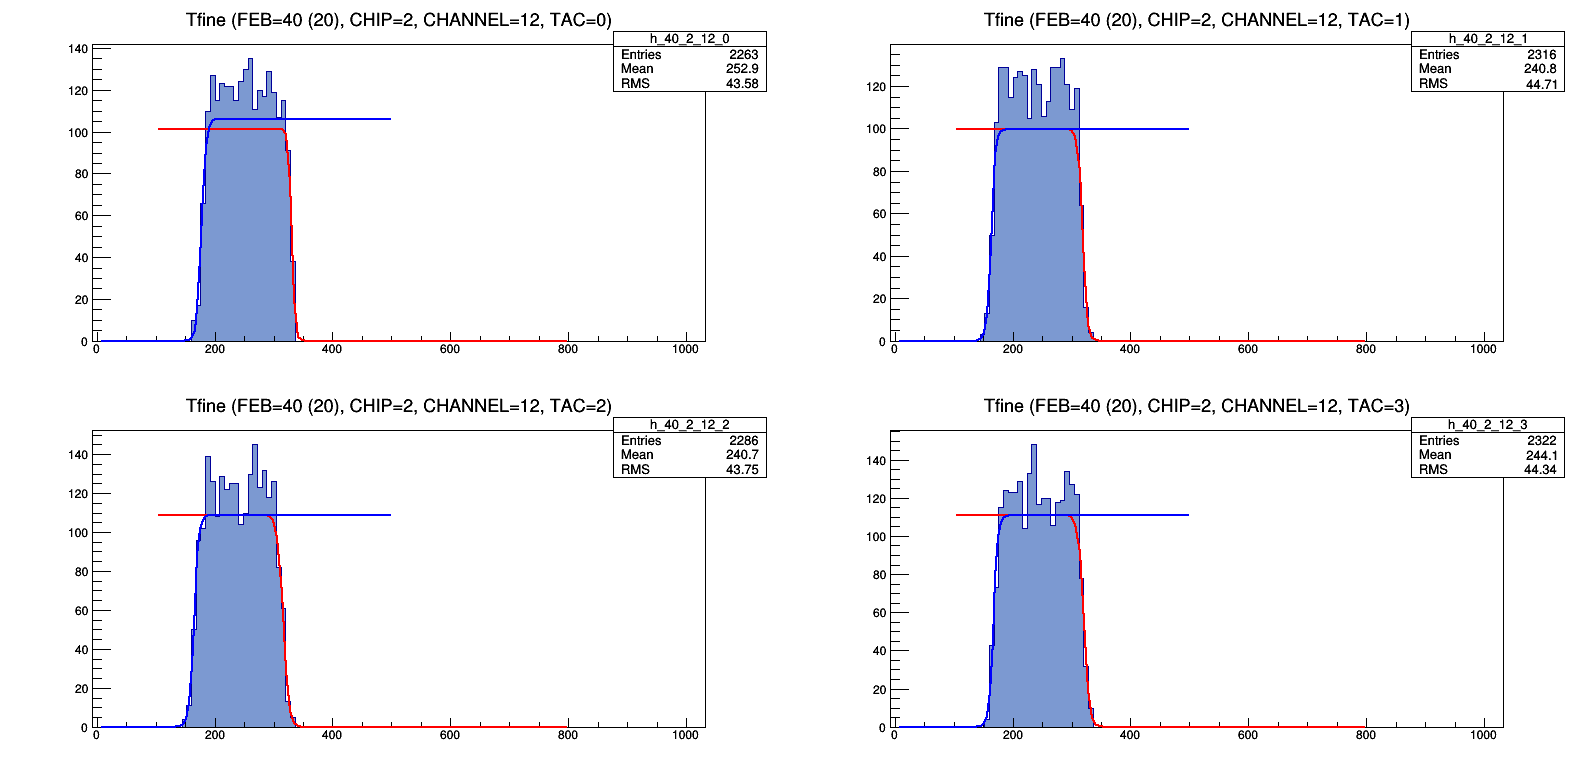 Tfine (FEB=40 (20), CHIP=2, CHANNEL=12, TAC=0)
h_40_2_12_0
Entries 2263
Mean 252.9
RMS 43.58
140
120
100
80
60
40
20
0
0 200 400 600 800 1000
Tfine (FEB=40 (20), CHIP=2, CHANNEL=12, TAC=1)
h_40_2_12_1
Entries 2316
Mean 240.8
RMS 44.71
120
100
80
60
40
20
0
0 200 400 600 800 1000
Tfine (FEB=40 (20), CHIP=2, CHANNEL=12, TAC=2)
h_40_2_12_2
Entries 2286
Mean 240.7
RMS 43.75
140
120
100
80
60
40
20
0
0 200 400 600 800 1000
Tfine (FEB=40 (20), CHIP=2, CHANNEL=12, TAC=3)
h_40_2_12_3
Entries 2322
Mean 244.1
RMS 44.34
140
120
100
80
60
40
20
0
0 200 400 600 800 1000